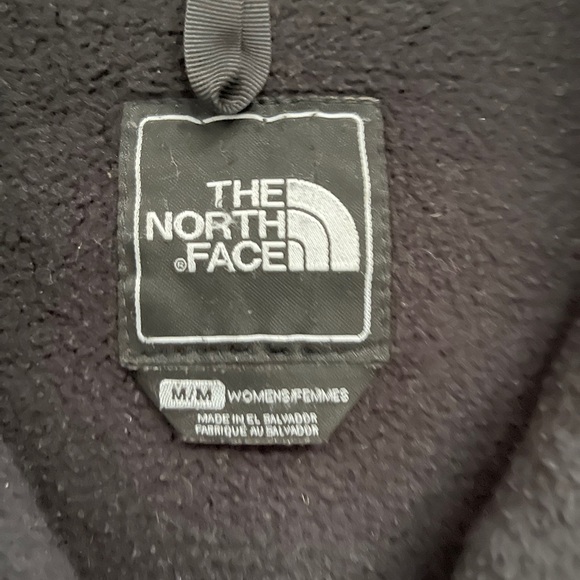 THE
NORTH
®FACE
M/M WOMENS/FEMMES
MADE IN EL SALVADOR
FABRIQUE AU SALVADOR